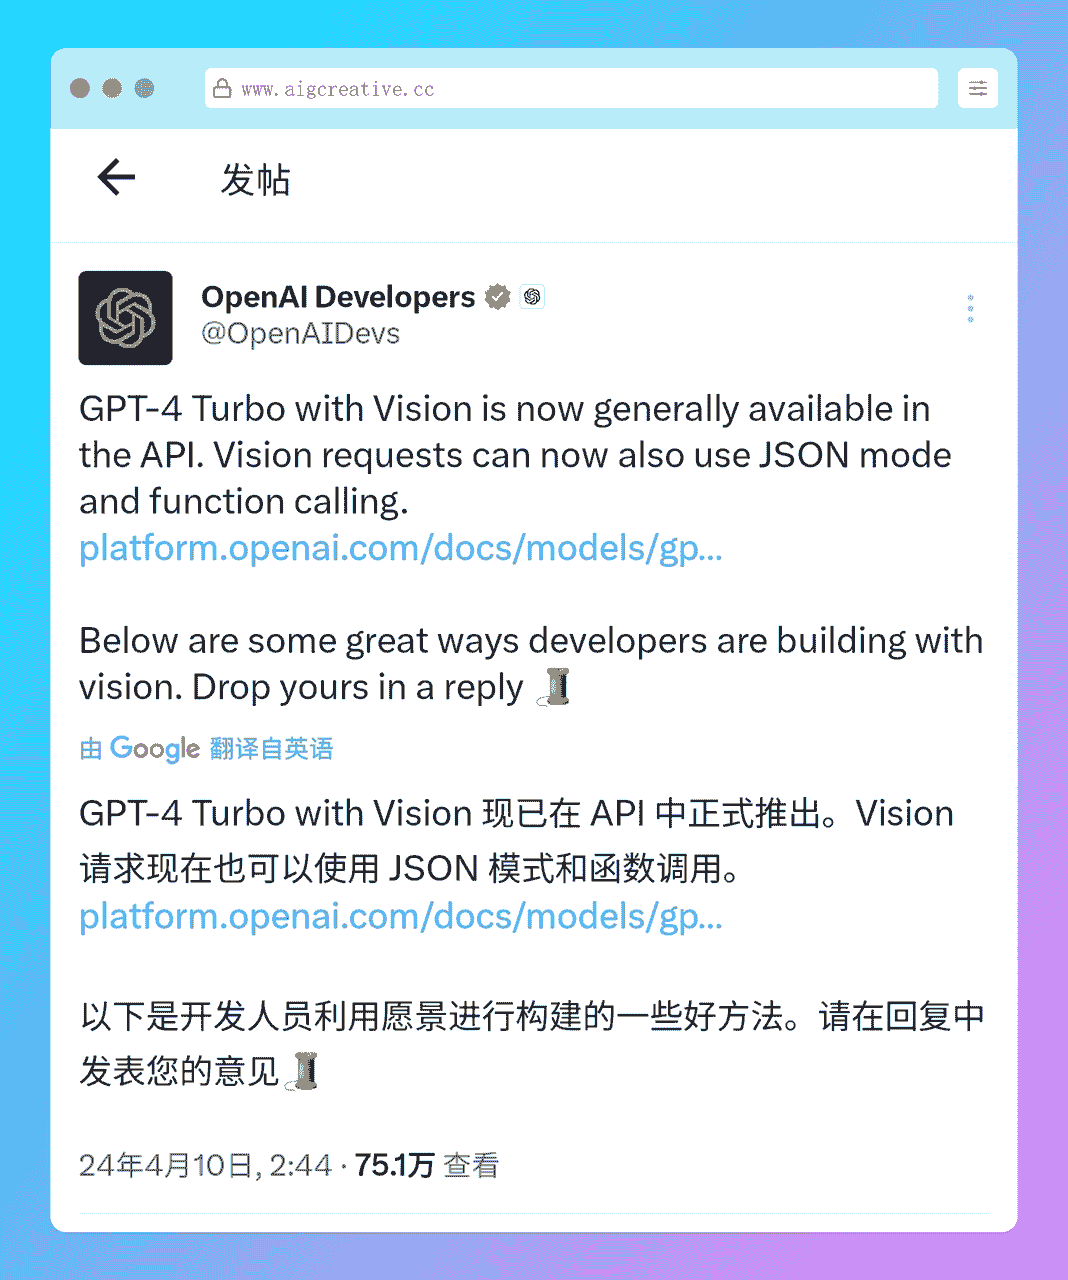 www.aigcreative.cc
发帖
OpenAI Developers
@OpenAIDevs
GPT-4 Turbo with Vision is now generally available in
the API. Vision requests can now also use JSON mode
and function calling.
platform.openai.com/docs/models/gp...
Below are some great ways developers are building with
vision. Drop yours in a reply 🧵
由 Google 翻译自英语
GPT-4 Turbo with Vision 现已在 API 中正式推出。Vision
请求现在也可以使用 JSON 模式和函数调用。
platform.openai.com/docs/models/gp...
以下是开发人员利用愿景进行构建的一些好方法。请在回复中
发表您的意见🧵
24年4月10日, 2:44 · 75.1万 查看